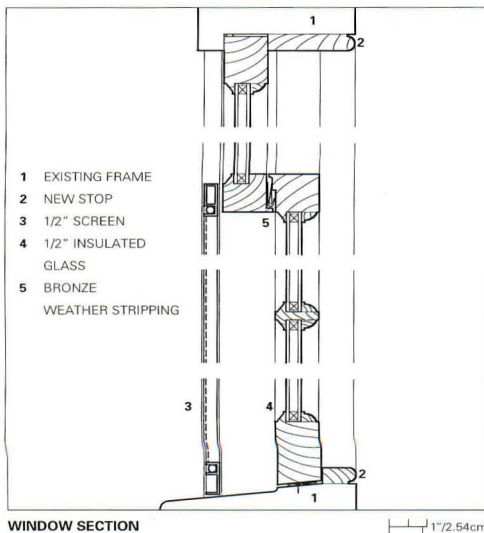 1
2
1 EXISTING FRAME
2 NEW STOP
3 1/2" SCREEN
4 1/2" INSULATED
GLASS
5 BRONZE
WEATHER STRIPPING
5
3
4
2
1
WINDOW SECTION
1"/2.54cm